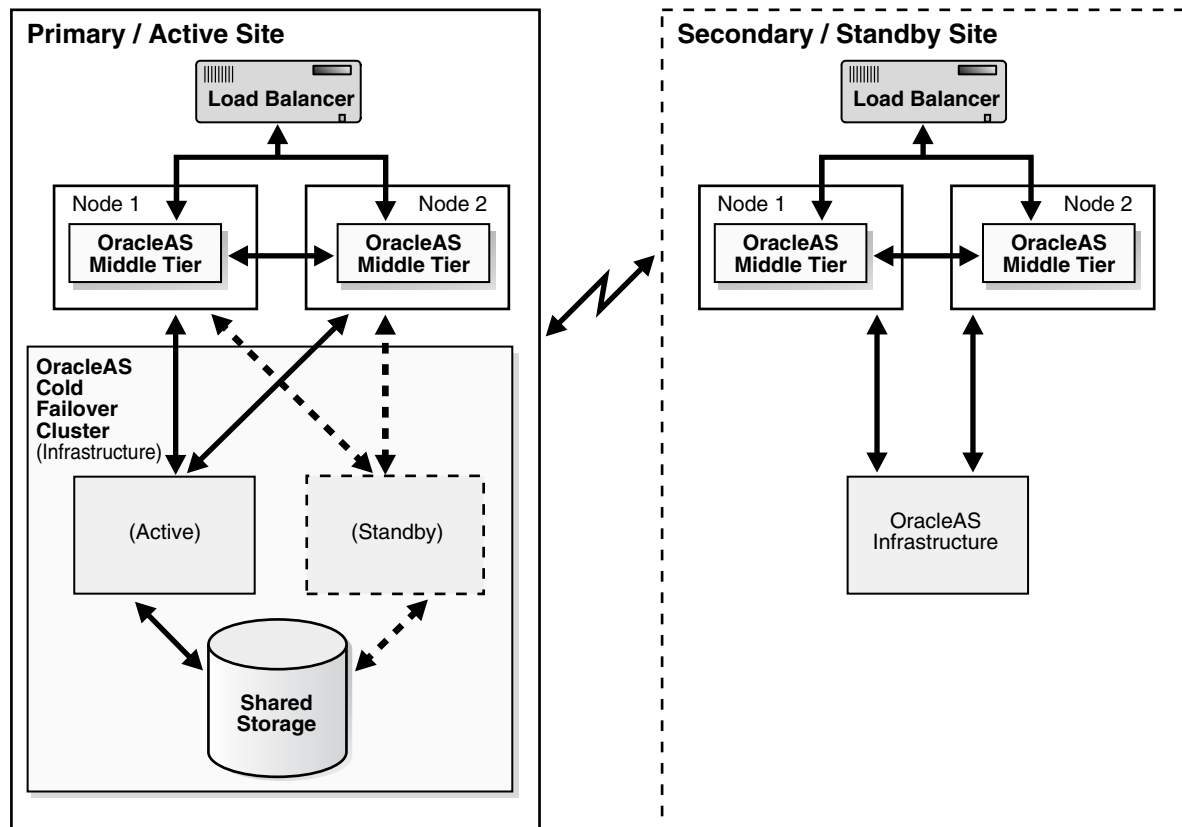 Primary / Active Site
Load Balancer
Node 1
OracleAS
Middle Tier
Node 2
OracleAS
Middle Tier
OracleAS
Cold
Failover
Cluster
(Infrastructure)
(Active)
(Standby)
Shared
Storage
Secondary / Standby Site
Load Balancer
Node 1
OracleAS
Middle Tier
Node 2
OracleAS
Middle Tier
OracleAS
Infrastructure